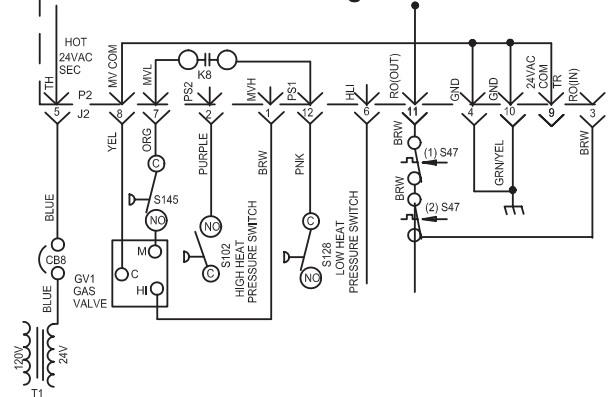 HOT
24VAC
SEC
TH
MV COM
MVL
K8
PS2
MVH
PS1
HLI
RO(OUT)
GND
GND
24VAC
COM
TR
RO(IN)
P2
J2
5
8
7
2
1
12
6
11
4
10
9
3
YEL
ORG
PURPLE
BRW
PNK
BRW
GRN/YEL
BRW
BLUE
C
S145
NO
NO
C
S102
HIGH HEAT
PRESSURE SWITCH
C
NO
S128
LOW HEAT
PRESSURE SWITCH
(1) S47
BRW
(2) S47
CB8
BLUE
GV1
GAS
VALVE
M
C
HI
120V
24V
T1